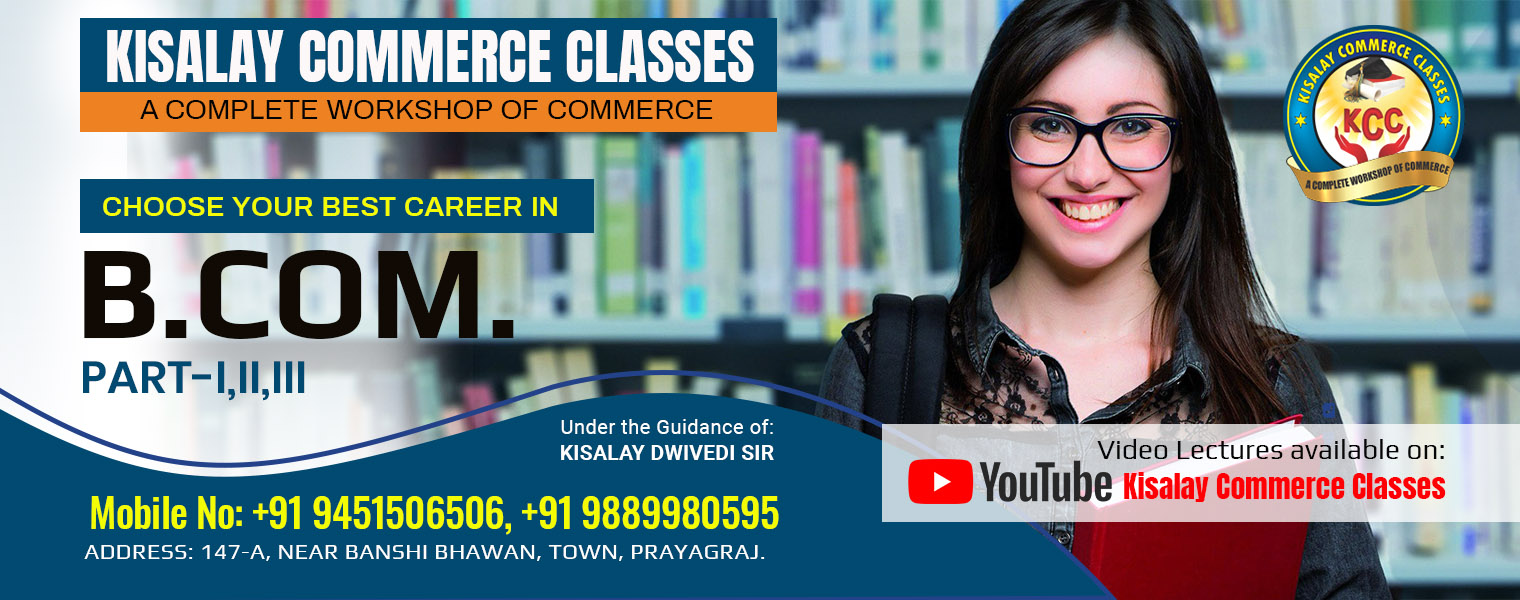 KISALAY COMMERCE CLASSES
A COMPLETE WORKSHOP OF COMMERCE
KISALAY COMMERCE CLASSES
KCC
A COMPLETE WORKSHOP OF COMMERCE
CHOOSE YOUR BEST CAREER IN
B.COM.
PART-I,II,III
Under the Guidance of:
KISALAY DWIVEDI SIR
Mobile No: +91 9451506506, +91 9889980595
ADDRESS: 147-A, NEAR BANSHI BHAWAN, TOWN, PRAYAGRAJ.
Video Lectures available on:
YouTube Kisalay Commerce Classes